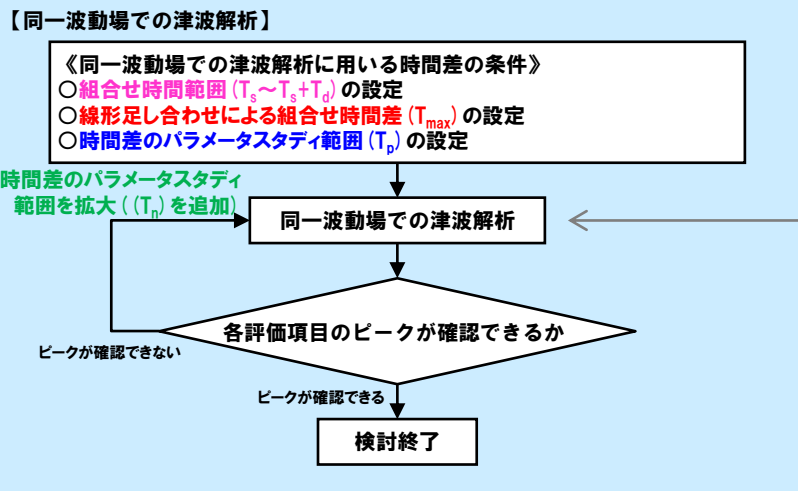 【同一波動場での津波解析】
《同一波動場での津波解析に用いる時間差の条件》
○組合せ時間範囲(Ts～Ts+Td)の設定
○線形足し合わせによる組合せ時間差(Tmax)の設定
○時間差のパラメータスタディ範囲(Tp)の設定
時間差のパラメータスタディ
範囲を拡大((Tn)を追加)
同一波動場での津波解析
各評価項目のピークが確認できるか
ピークが確認できない
ピークが確認できる
検討終了